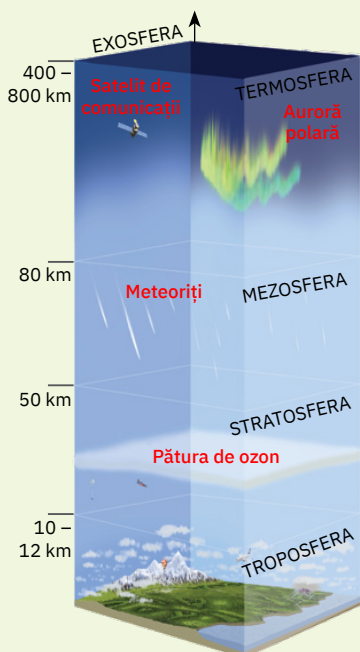 EXOSFERA
400 –
800 km
Satelit de
comunicații
TERMOSFERA
Auroră
polară
80 km
Meteoriți
MEZOSFERA
50 km
STRATOSFERA
Pătura de ozon
10 –
12 km
TROPOSFERA